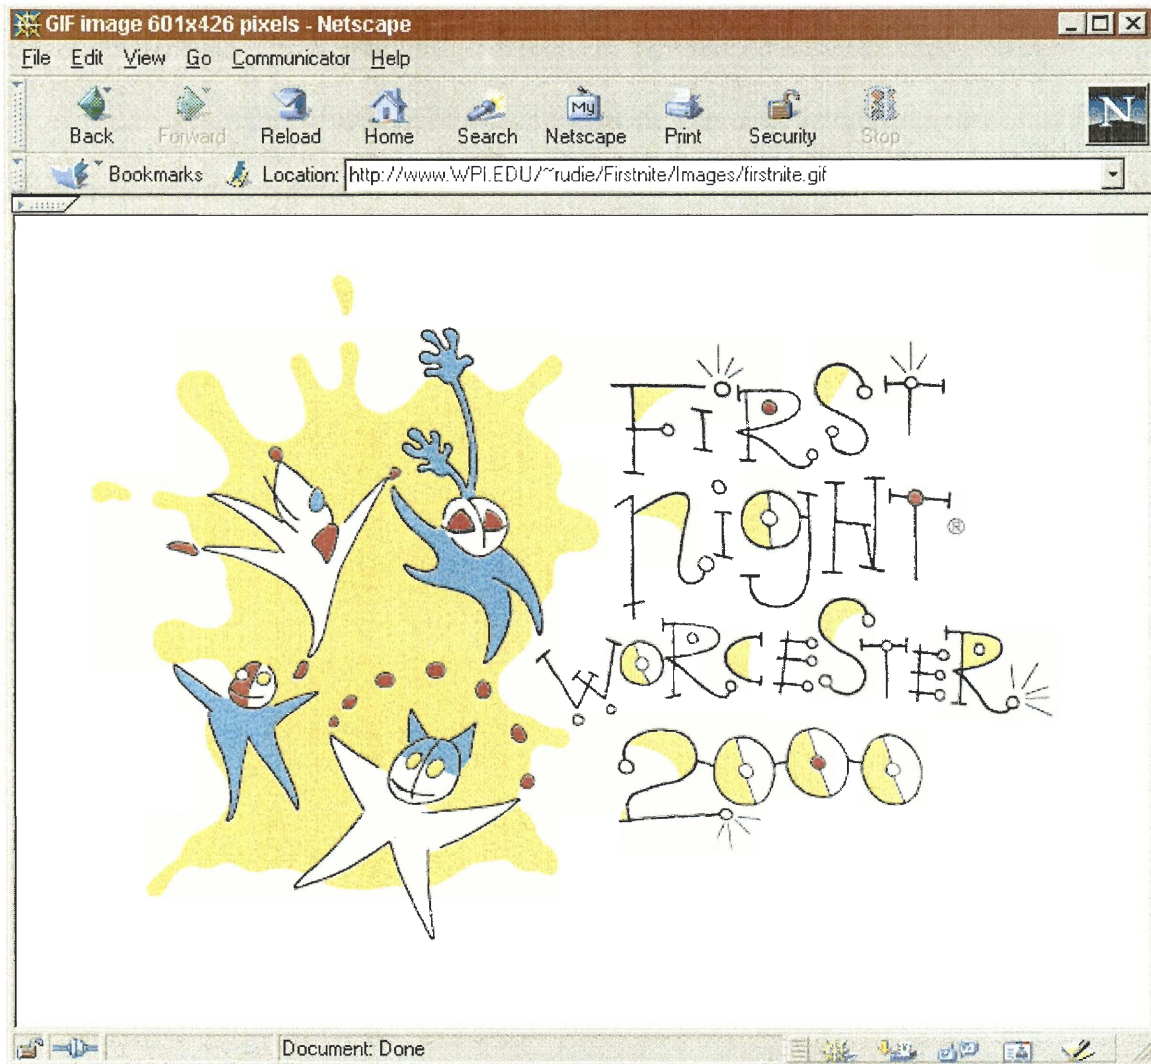 GIF image 601x426 pixels - Netscape
File Edit View Go Communicator Help
My
N
Back Forward Reload Home Search Netscape Print Security Stop
Bookmarks Location: http://www.WPI.EDU/~rudie/Firstnite/Images/firstnite.gif
FiRST
NigHT®
WORCESTER
2000
Document: Done